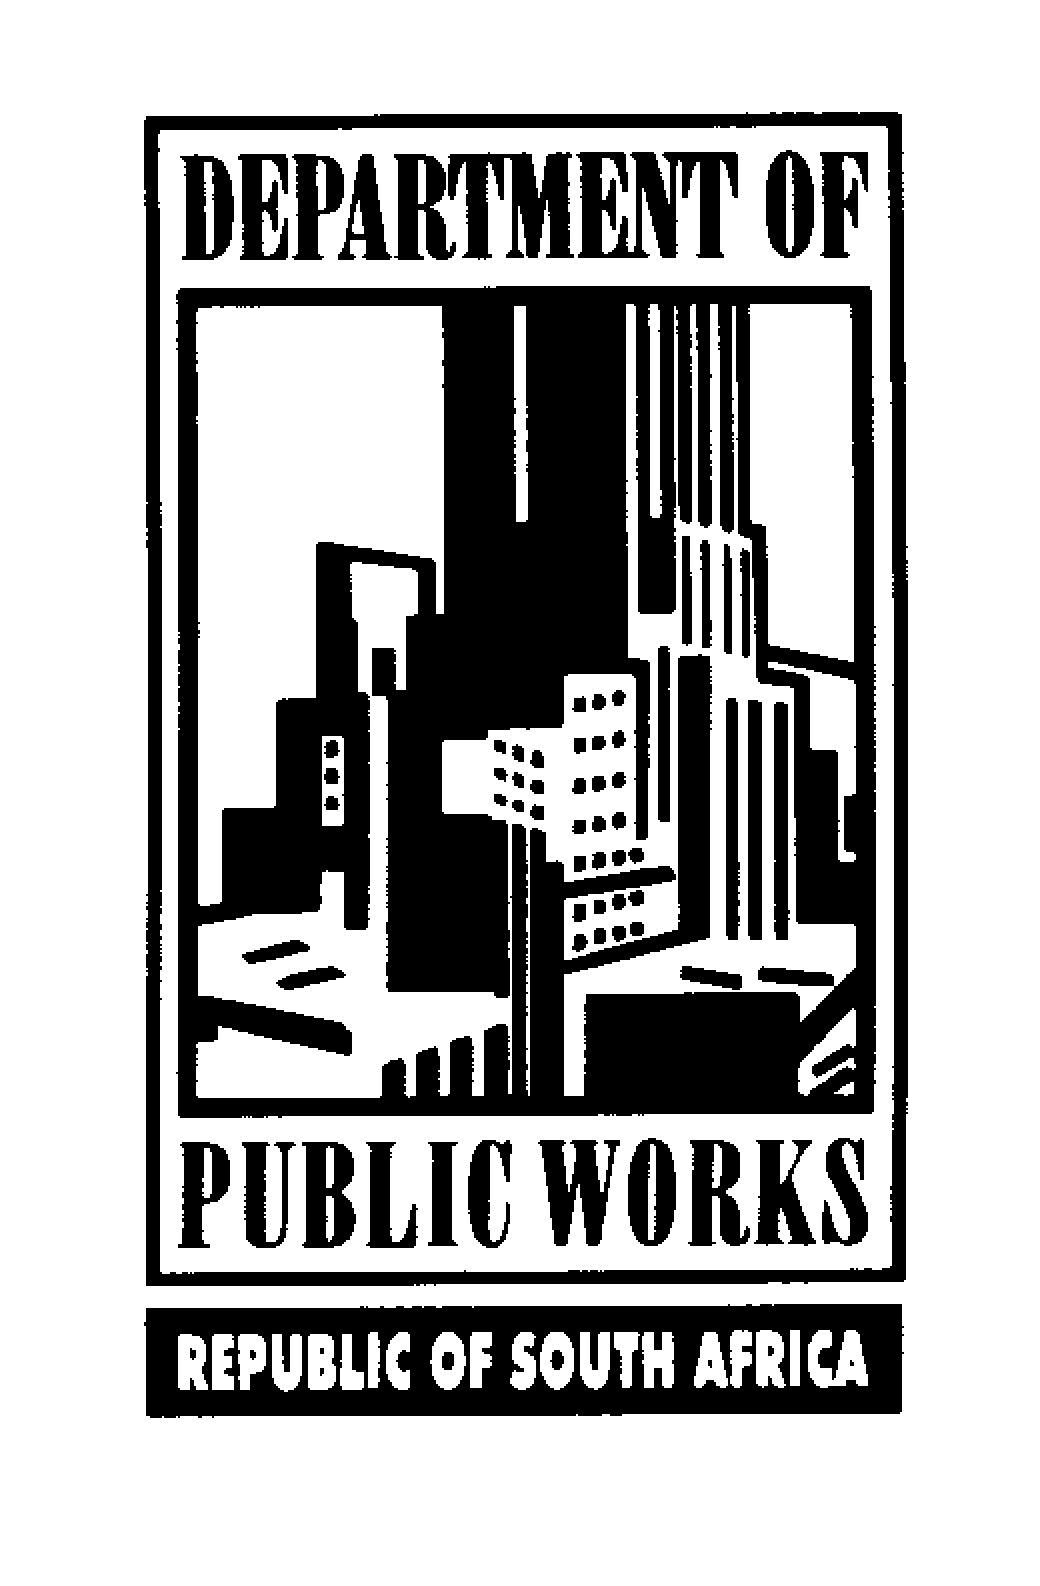 DEPARTMENT OF
PUBLIC WORKS
REPUBLIC OF SOUTH AFRICA